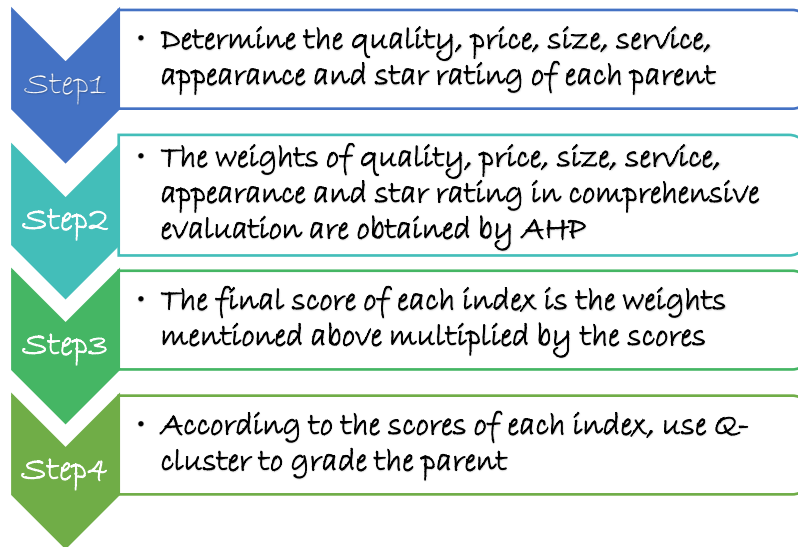 Step1
• Determine the quality, price, size, service,
appearance and star rating of each parent
Step2
• The weights of quality, price, size, service,
appearance and star rating in comprehensive
evaluation are obtained by AHP
Step3
• The final score of each index is the weights
mentioned above multiplied by the scores
Step4
• According to the scores of each index, use Q-
cluster to grade the parent